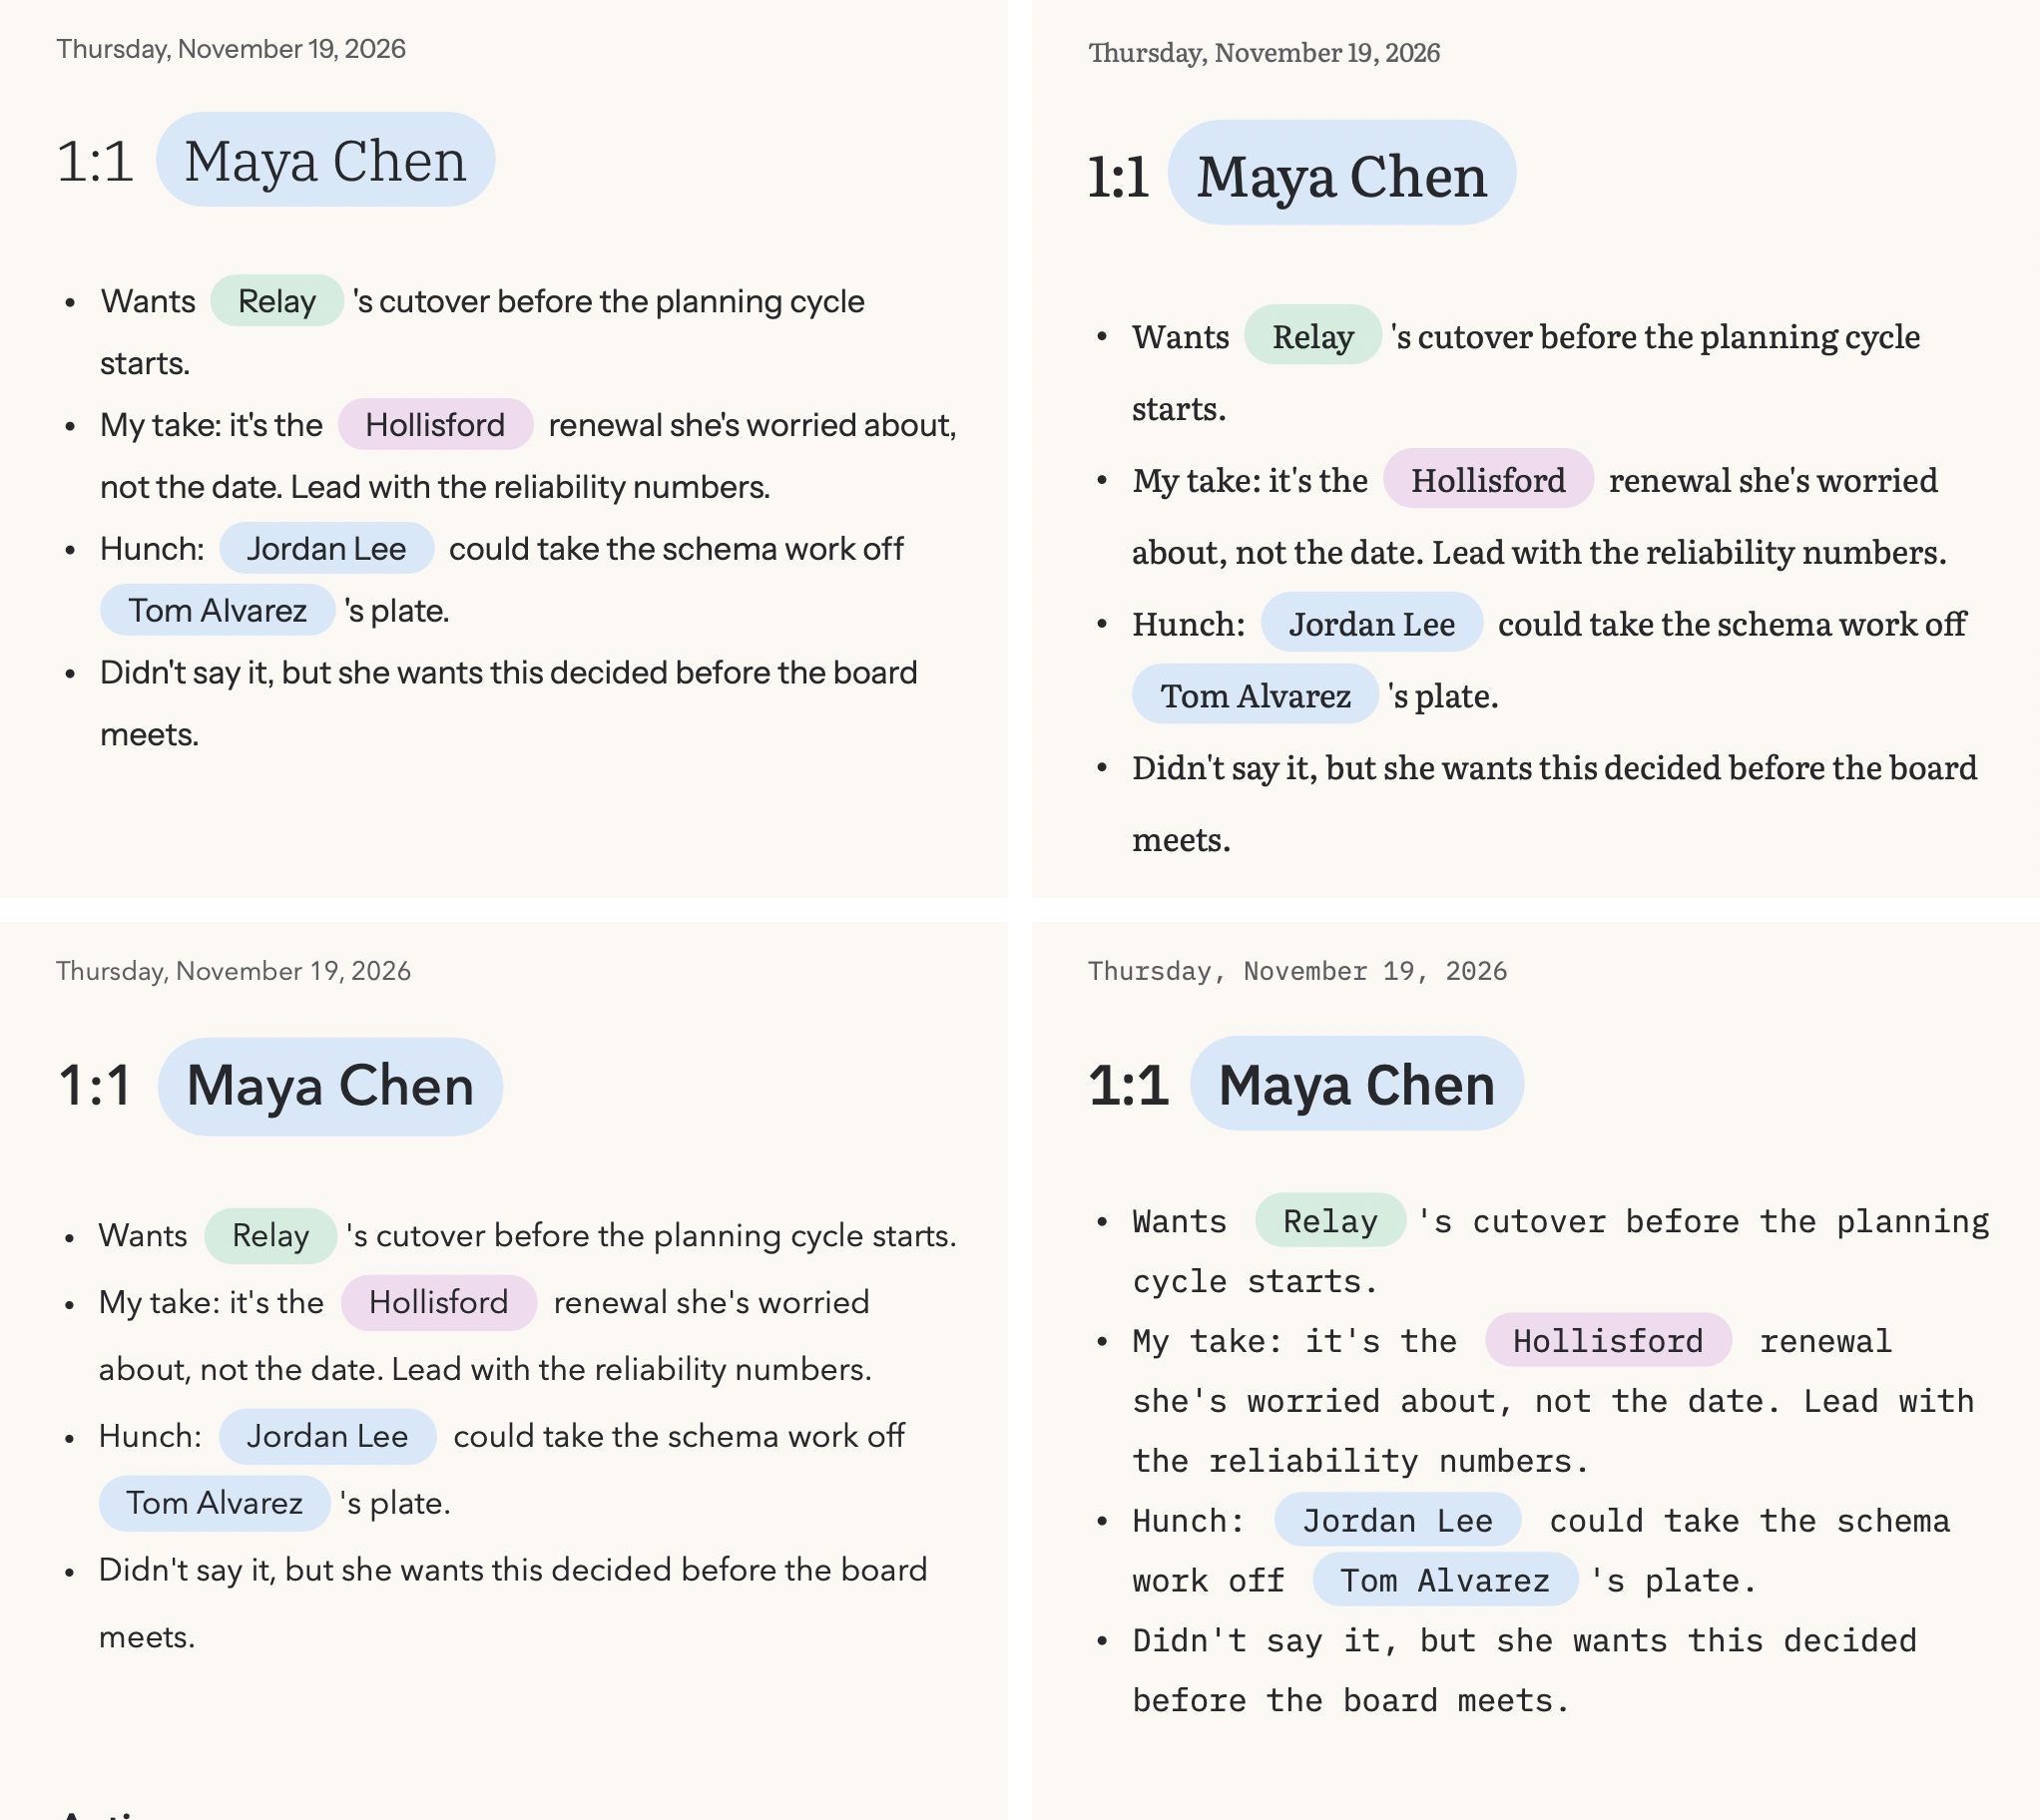 Thursday, November 19, 2026
1:1 Maya Chen
• Wants Relay 's cutover before the planning cycle
starts.
• My take: it's the Hollisford renewal she's worried about,
not the date. Lead with the reliability numbers.
• Hunch: Jordan Lee could take the schema work off
Tom Alvarez 's plate.
• Didn't say it, but she wants this decided before the board
meets.
Thursday, November 19, 2026
1:1 Maya Chen
• Wants Relay 's cutover before the planning cycle
starts.
• My take: it's the Hollisford renewal she's worried
about, not the date. Lead with the reliability numbers.
• Hunch: Jordan Lee could take the schema work off
Tom Alvarez 's plate.
• Didn't say it, but she wants this decided before the board
meets.
Thursday, November 19, 2026
1:1 Maya Chen
• Wants Relay 's cutover before the planning cycle starts.
• My take: it's the Hollisford renewal she's worried
about, not the date. Lead with the reliability numbers.
• Hunch: Jordan Lee could take the schema work off
Tom Alvarez 's plate.
• Didn't say it, but she wants this decided before the board
meets.
Thursday, November 19, 2026
1:1 Maya Chen
• Wants Relay 's cutover before the planning
cycle starts.
• My take: it's the Hollisford renewal
she's worried about, not the date. Lead with
the reliability numbers.
• Hunch: Jordan Lee could take the schema
work off Tom Alvarez 's plate.
• Didn't say it, but she wants this decided
before the board meets.